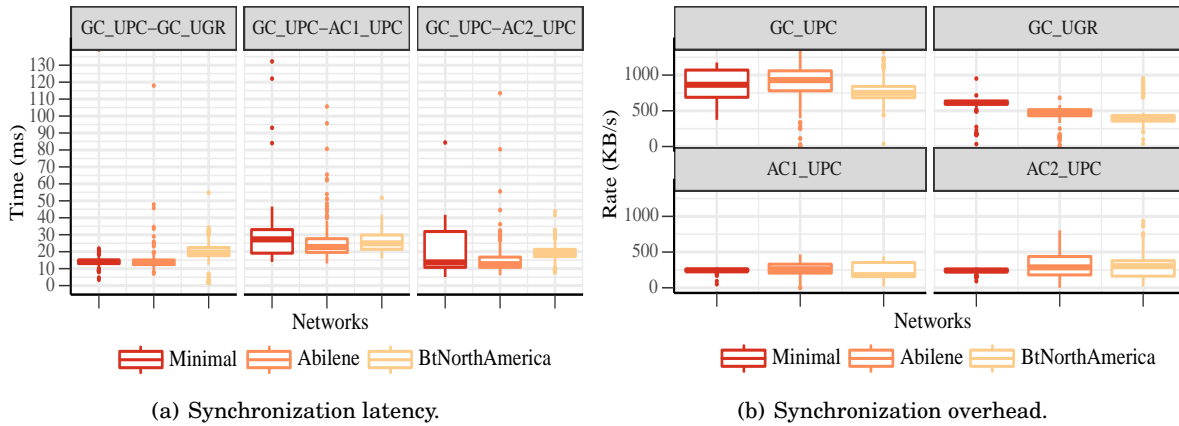 GC_UPC−GC_UGR GC_UPC−AC1_UPC GC_UPC−AC2_UPC
130
120
110
100
90
80
70
60
50
40
30
20
10
0
Time (ms)
Networks
Minimal Abilene BtNorthAmerica
(a) Synchronization latency.
GC_UPC GC_UGR
1000
500
0
AC1_UPC AC2_UPC
1000
500
0
Rate (KB/s)
Networks
Minimal Abilene BtNorthAmerica
(b) Synchronization overhead.